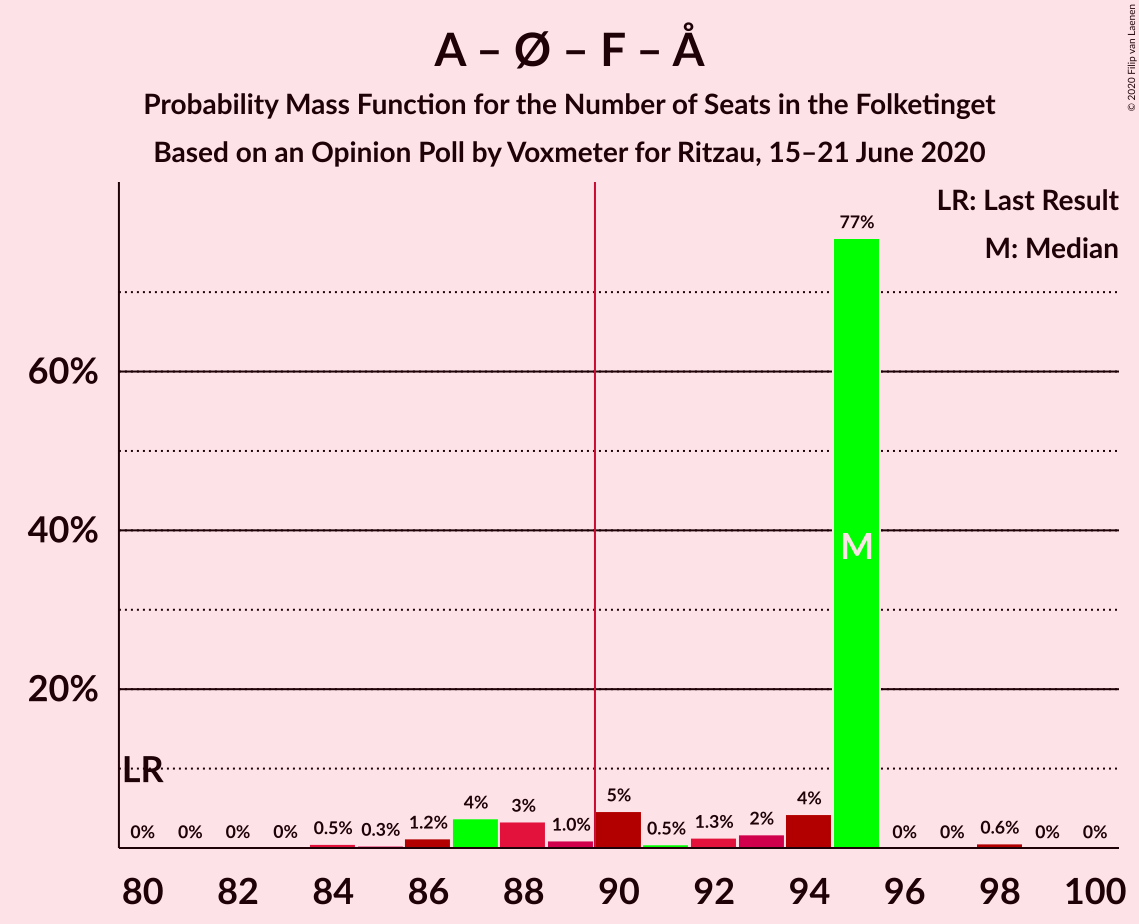 A – Ø – F – Å
Probability Mass Function for the Number of Seats in the Folketinget
Based on an Opinion Poll by Voxmeter for Ritzau, 15–21 June 2020
© 2020 Filip van Laenen
LR: Last Result
M: Median
77%
60%
40%
M
20%
LR
0% 0% 0% 0% 0.5% 0.3% 1.2% 4% 3% 1.0% 5% 0.5% 1.3% 2% 4% 0% 0% 0.6% 0% 0%
80 82 84 86 88 90 92 94 96 98 100